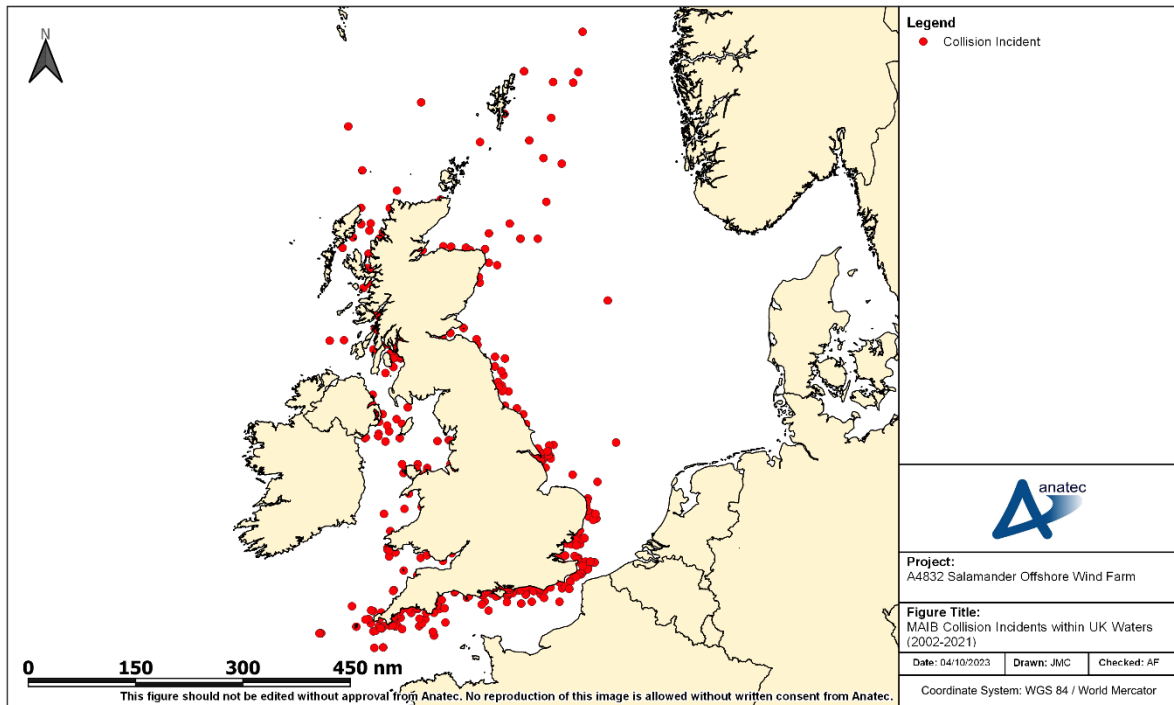 N
0 150 300 450 nm
This figure should not be edited without approval from Anatec. No reproduction of this image is allowed without written consent from Anatec.
Legend
Collision Incident
anatec
Project:
A4832 Salamander Offshore Wind Farm
Figure Title:
MAIB Collision Incidents within UK Waters
(2002-2021)
Date: 04/10/2023 Drawn: JMC Checked: AF
Coordinate System: WGS 84 / World Mercator